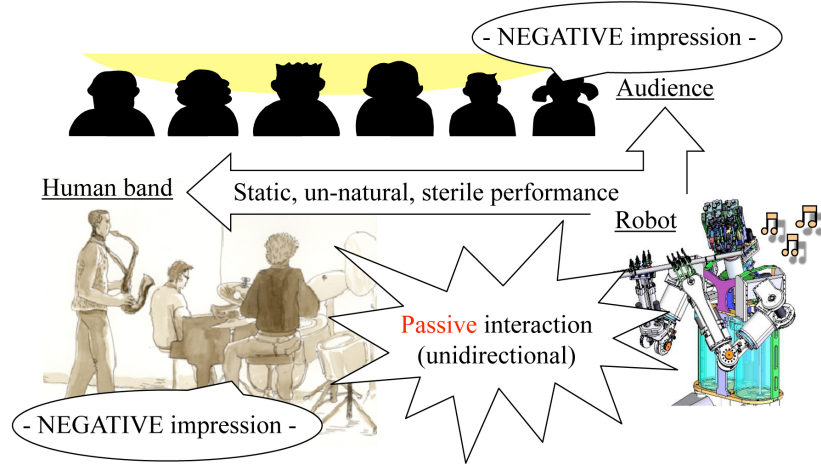 - NEGATIVE impression -
Audience
Human band
Static, un-natural, sterile performance
Robot
Passive interaction
(unidirectional)
- NEGATIVE impression -